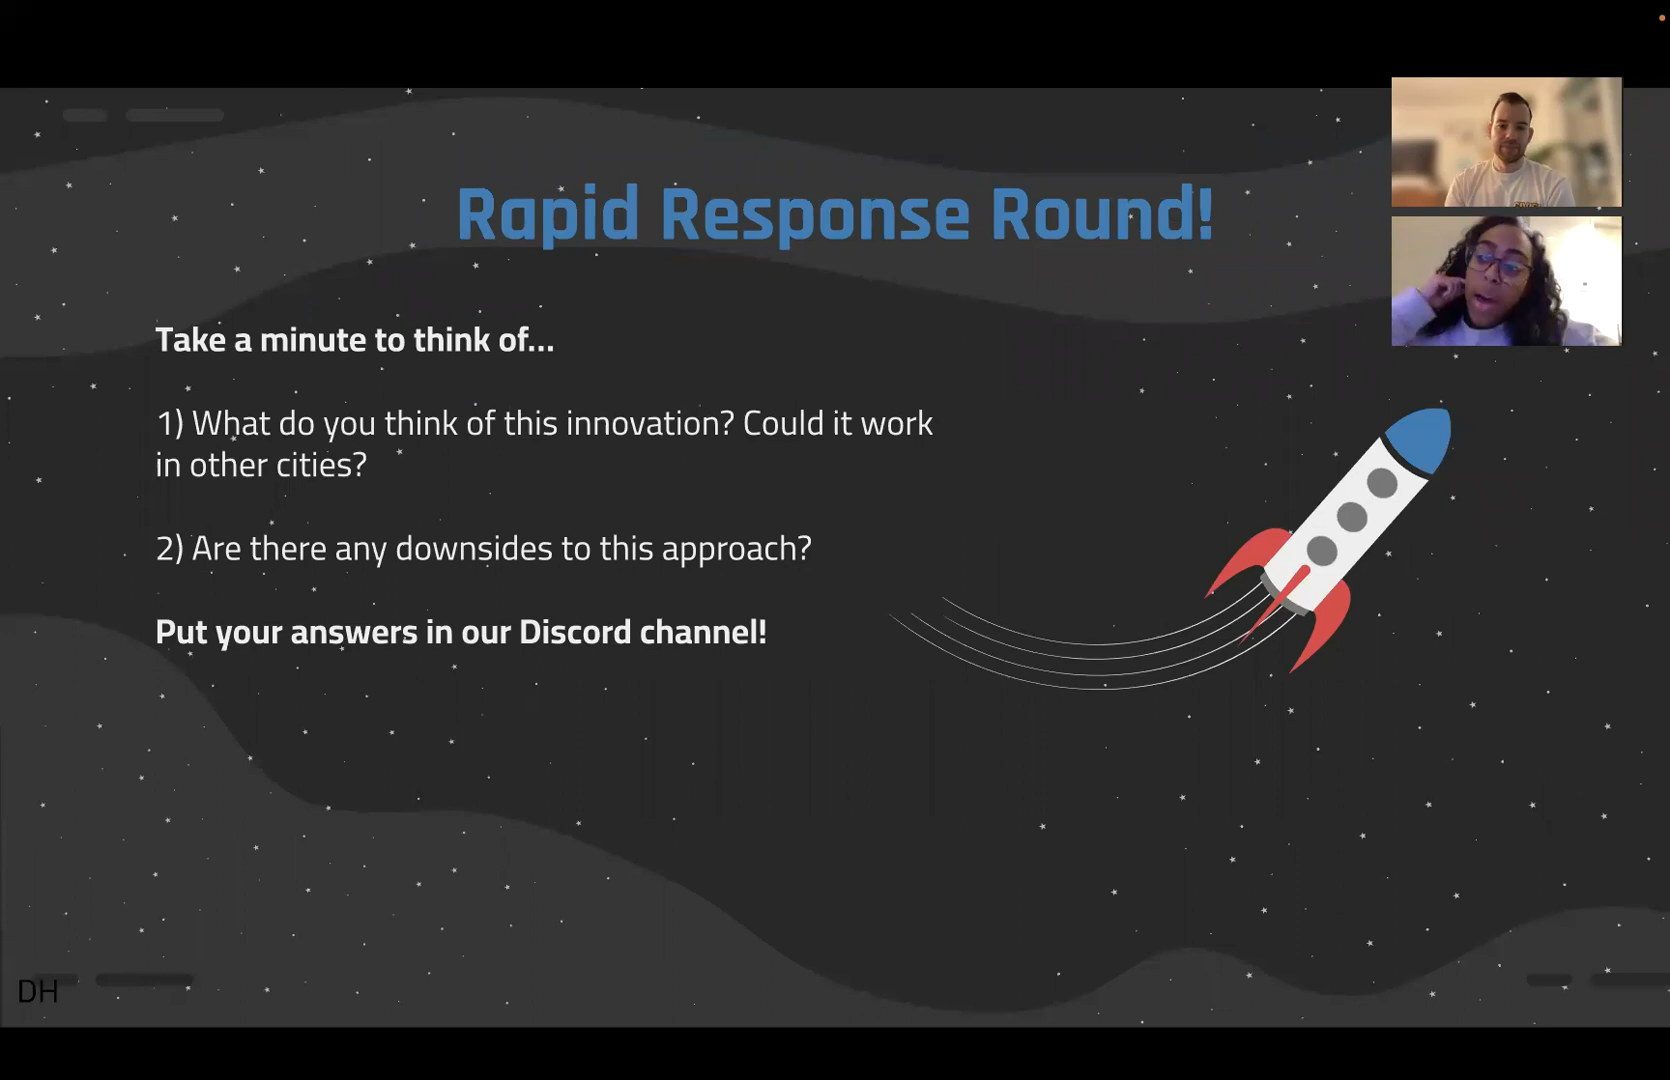 Rapid Response Round!
Take a minute to think of...
1) What do you think of this innovation? Could it work
in other cities?
2) Are there any downsides to this approach?
Put your answers in our Discord channel!
DH